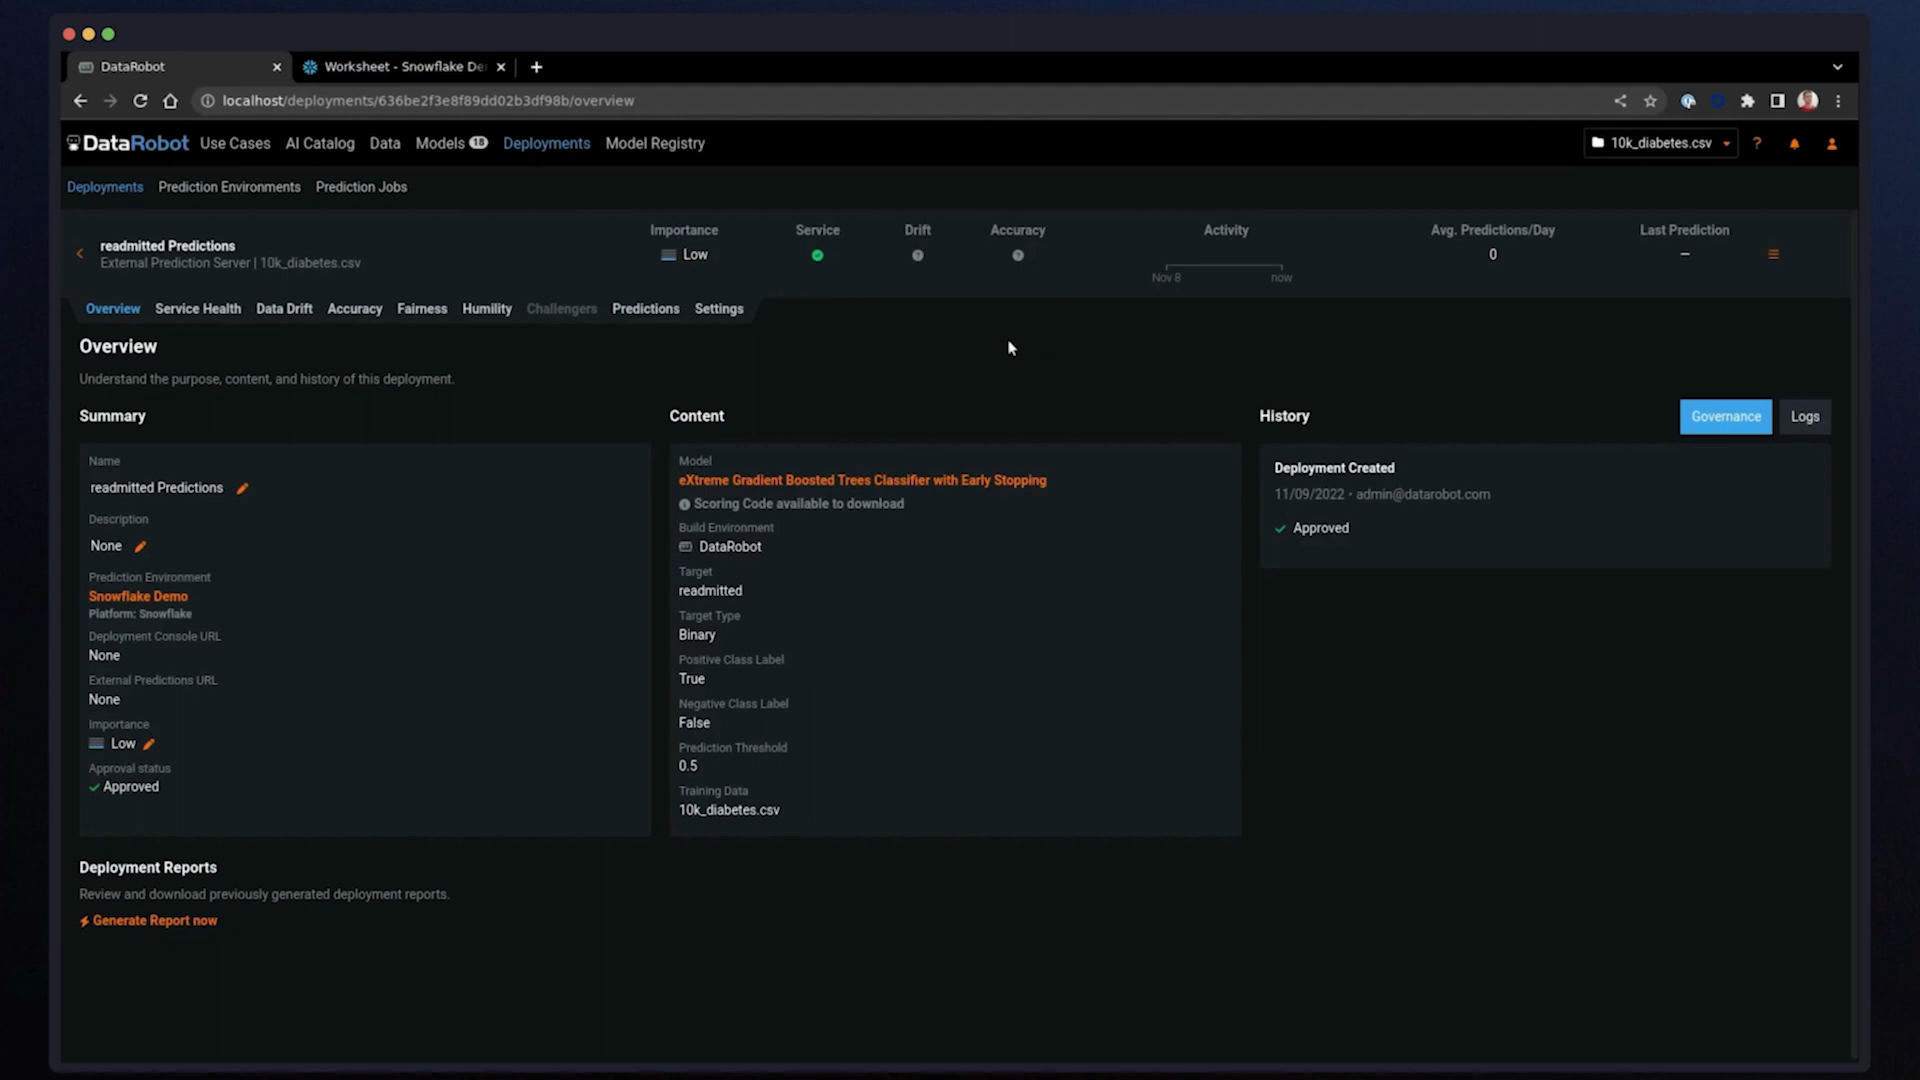 DataRobot
Worksheet - Snowflake De
localhost/deployments/636be2f3e8f89dd02b3df98b/overview
DataRobot Use Cases AI Catalog Data Models 18 Deployments Model Registry 10k_diabetes.csv ?
Deployments Prediction Environments Prediction Jobs
readmitted Predictions
External Prediction Server | 10k_diabetes.csv
Importance Service Drift Accuracy Activity Avg. Predictions/Day Last Prediction
Low ? ? 0 –
Nov 8 now
Overview Service Health Data Drift Accuracy Fairness Humility Challengers Predictions Settings
Overview
Understand the purpose, content, and history of this deployment.
Summary
Name
readmitted Predictions
Description
None
Prediction Environment
Snowflake Demo
Platform: Snowflake
Deployment Console URL
None
External Predictions URL
None
Importance
Low
Approval status
Approved
Content
Model
eXtreme Gradient Boosted Trees Classifier with Early Stopping
Scoring Code available to download
Build Environment
DataRobot
Target
readmitted
Target Type
Binary
Positive Class Label
True
Negative Class Label
False
Prediction Threshold
0.5
Training Data
10k_diabetes.csv
History
Governance Logs
Deployment Created
11/09/2022 • admin@datarobot.com
Approved
Deployment Reports
Review and download previously generated deployment reports.
Generate Report now